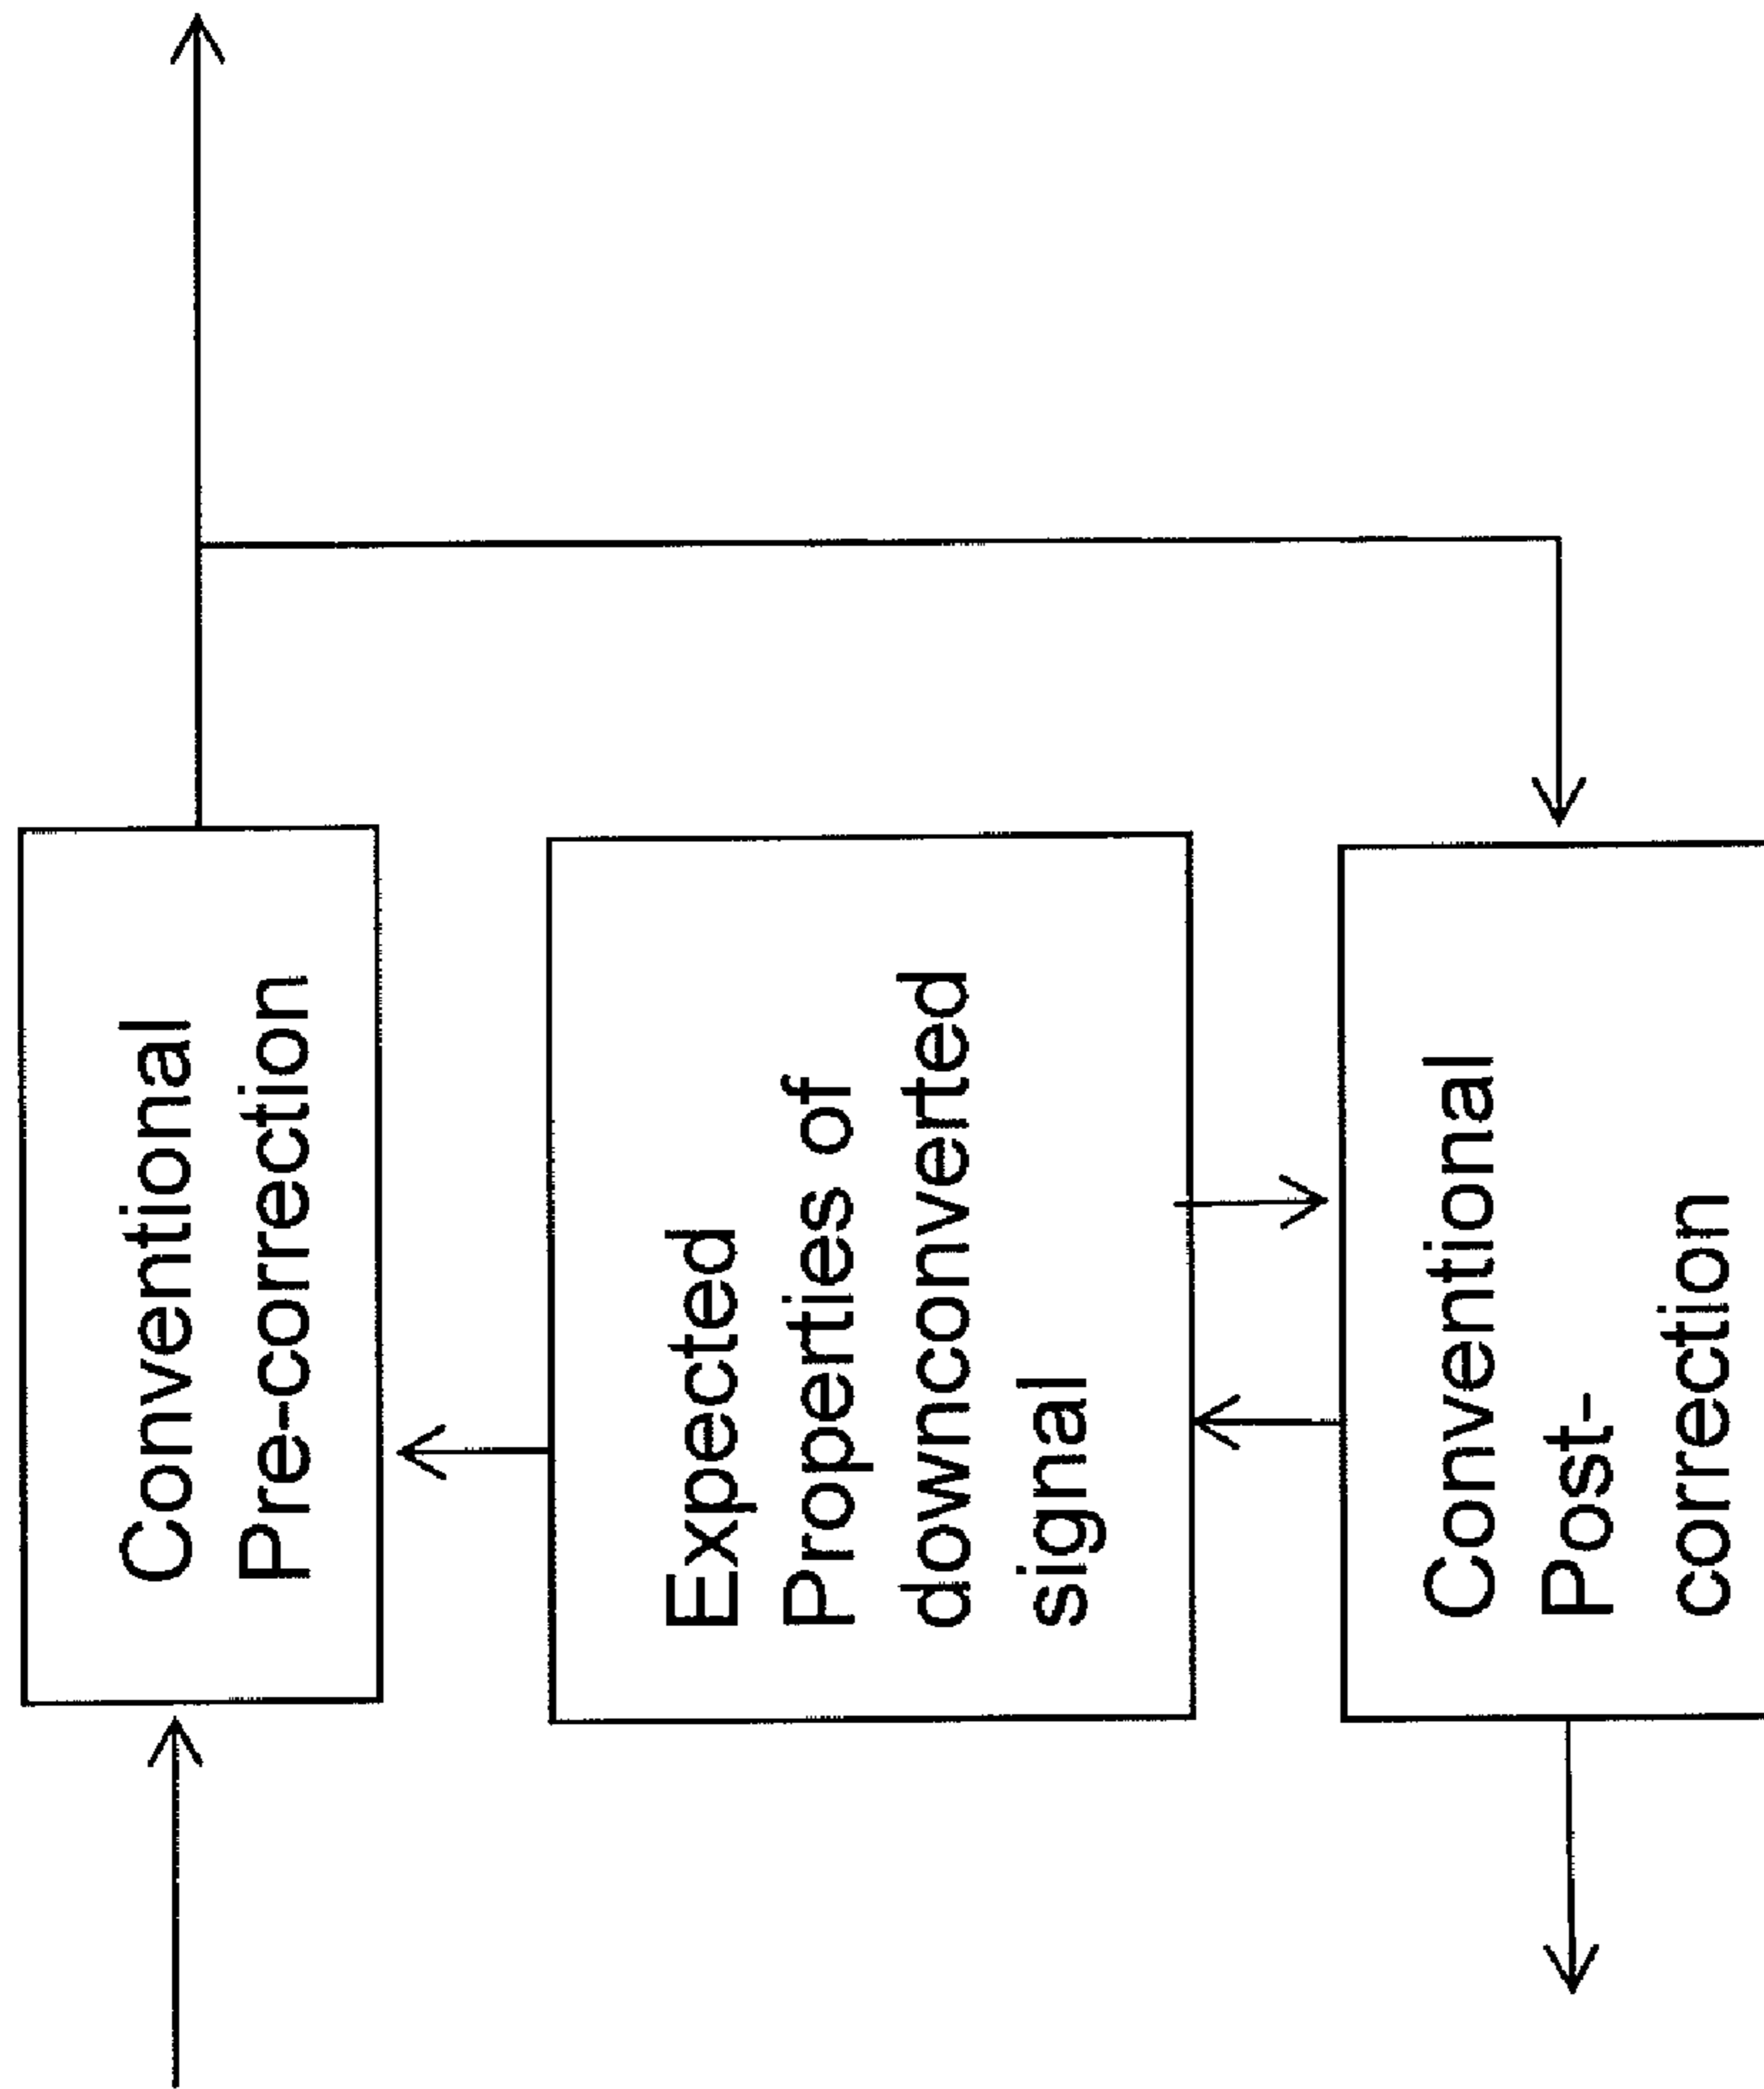 Conventional
Pre-correction
Expected
Properties of
downconverted
signal
Conventional
Post-
correction